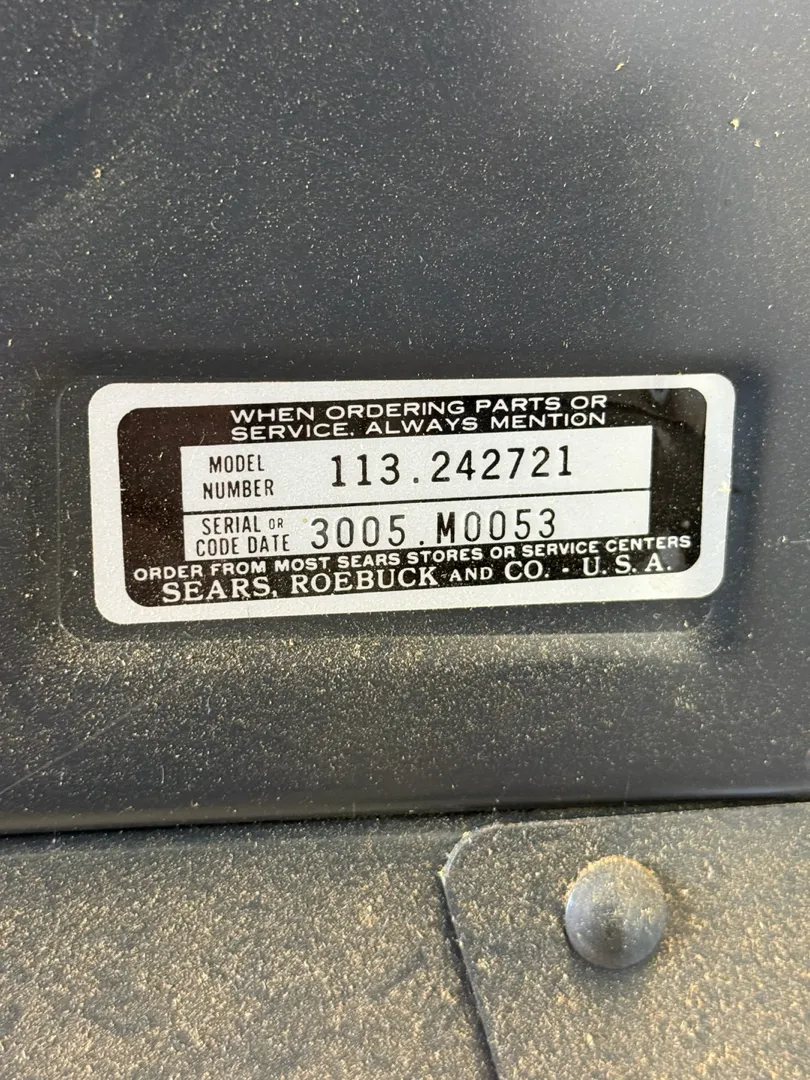 WHEN ORDERING PARTS OR
SERVICE, ALWAYS MENTION
MODEL NUMBER 113.242721
SERIAL OR CODE DATE 3005.M0053
ORDER FROM MOST SEARS STORES OR SERVICE CENTERS
SEARS, ROEBUCK AND CO. - U.S.A.